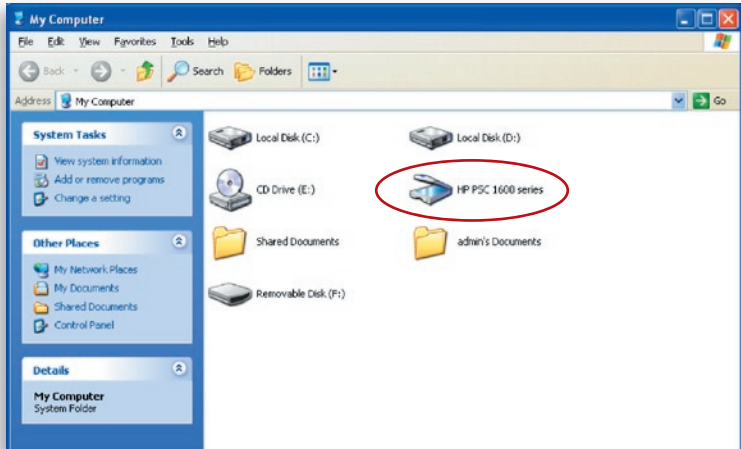 My Computer
File Edit View Favorites Tools Help
Back Search Folders
Address My Computer Go
System Tasks
View system information
Add or remove programs
Change a setting
Other Places
My Network Places
My Documents
Shared Documents
Control Panel
Details
My Computer
System Folder
Local Disk (C:) Local Disk (D:)
CD Drive (E:) HP PSC 1600 series
Shared Documents admin's Documents
Removable Disk (F:)